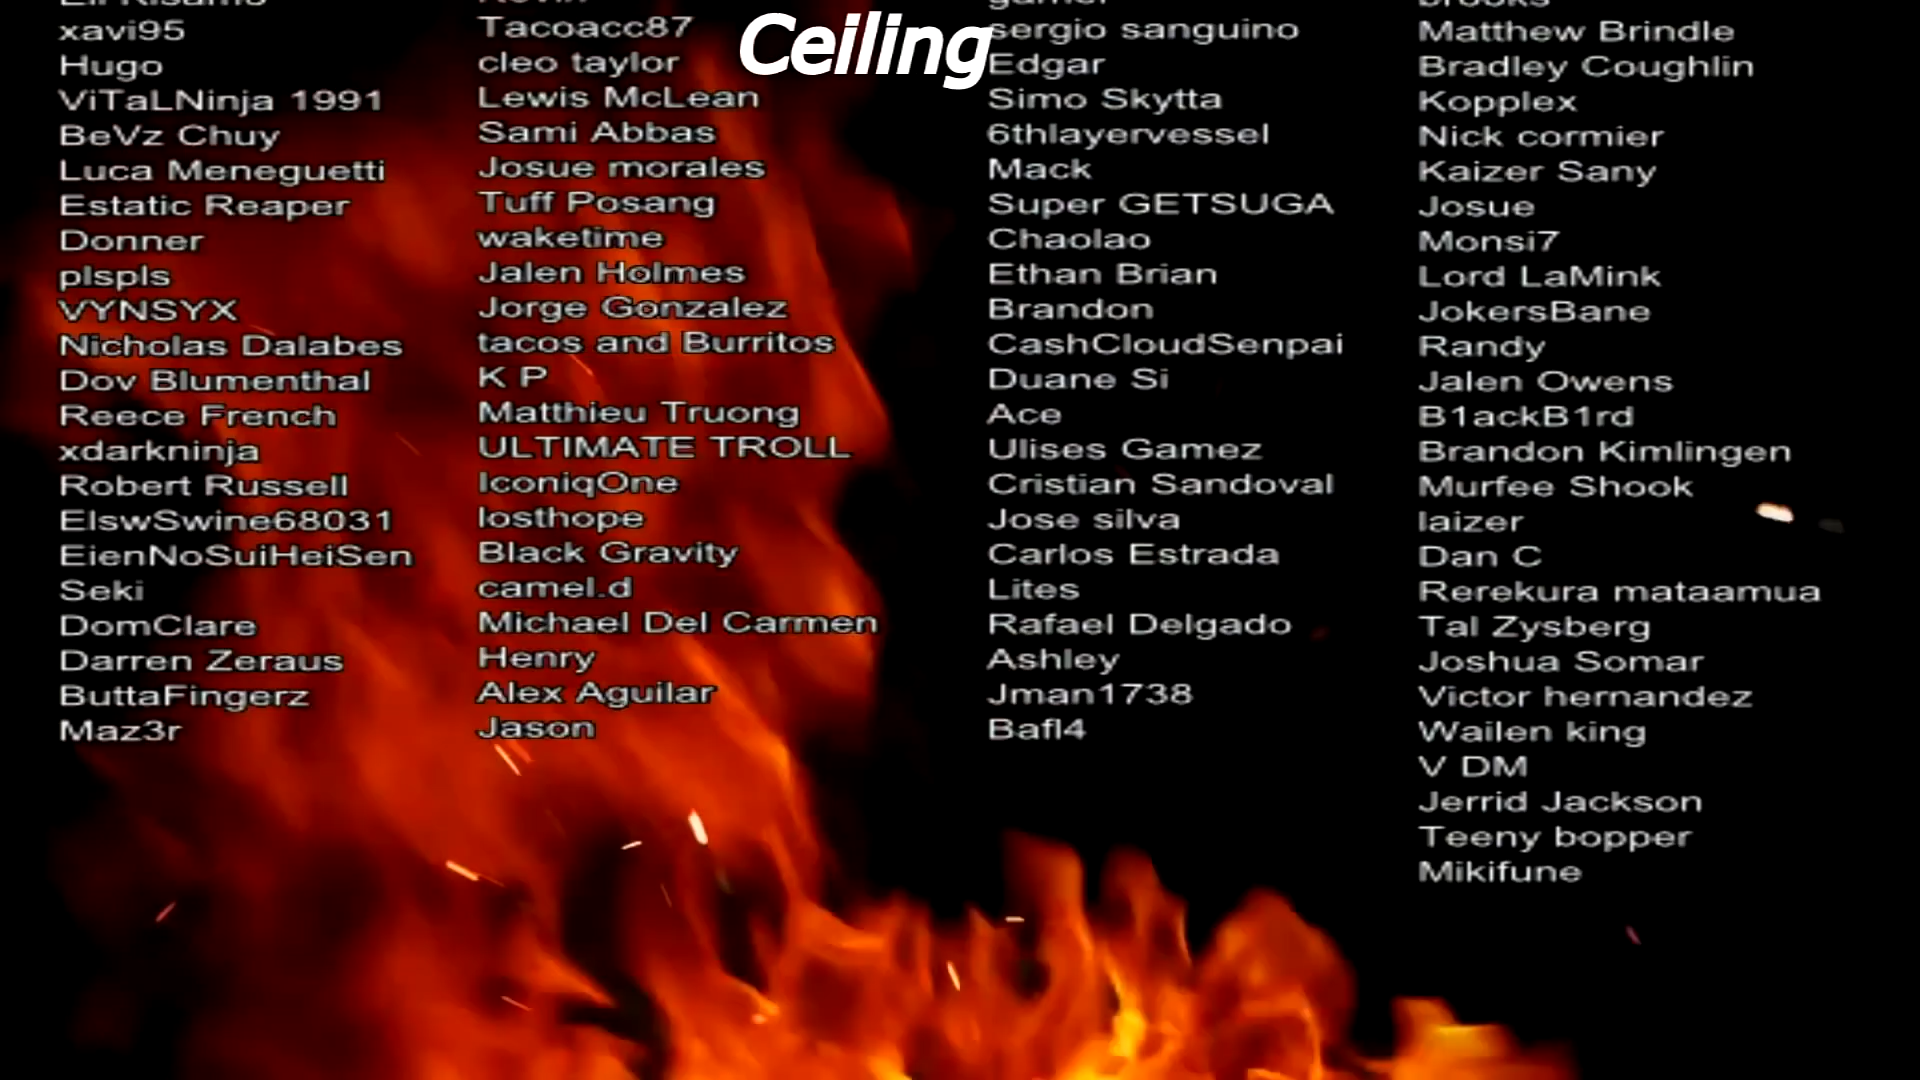 Ceiling
xavi95
Hugo
ViTaLNinja 1991
BeVz Chuy
Luca Meneguetti
Estatic Reaper
Donner
plspls
VYNSYX
Nicholas Dalabes
Dov Blumenthal
Reece French
xdarkninja
Robert Russell
ElswSwine68031
EienNoSuiHeiSen
Seki
DomClare
Darren Zeraus
ButtaFingerz
Maz3r
Tacoacc87
cleo taylor
Lewis McLean
Sami Abbas
Josue morales
Tuff Posang
waketime
Jalen Holmes
Jorge Gonzalez
tacos and Burritos
K P
Matthieu Truong
ULTIMATE TROLL
IconiqOne
losthope
Black Gravity
camel.d
Michael Del Carmen
Henry
Alex Aguilar
Jason
sergio sanguino
Edgar
Simo Skytta
6thlayervessel
Mack
Super GETSUGA
Chaolao
Ethan Brian
Brandon
CashCloudSenpai
Duane Si
Ace
Ulises Gamez
Cristian Sandoval
Jose silva
Carlos Estrada
Lites
Rafael Delgado
Ashley
Jman1738
Bafl4
brooks
Matthew Brindle
Bradley Coughlin
Kopplex
Nick cormier
Kaizer Sany
Josue
Monsi7
Lord LaMink
JokersBane
Randy
Jalen Owens
B1ackB1rd
Brandon Kimlingen
Murfee Shook
laizer
Dan C
Rerekura mataamua
Tal Zysberg
Joshua Somar
Victor hernandez
Wailen king
V DM
Jerrid Jackson
Teeny bopper
Mikifune